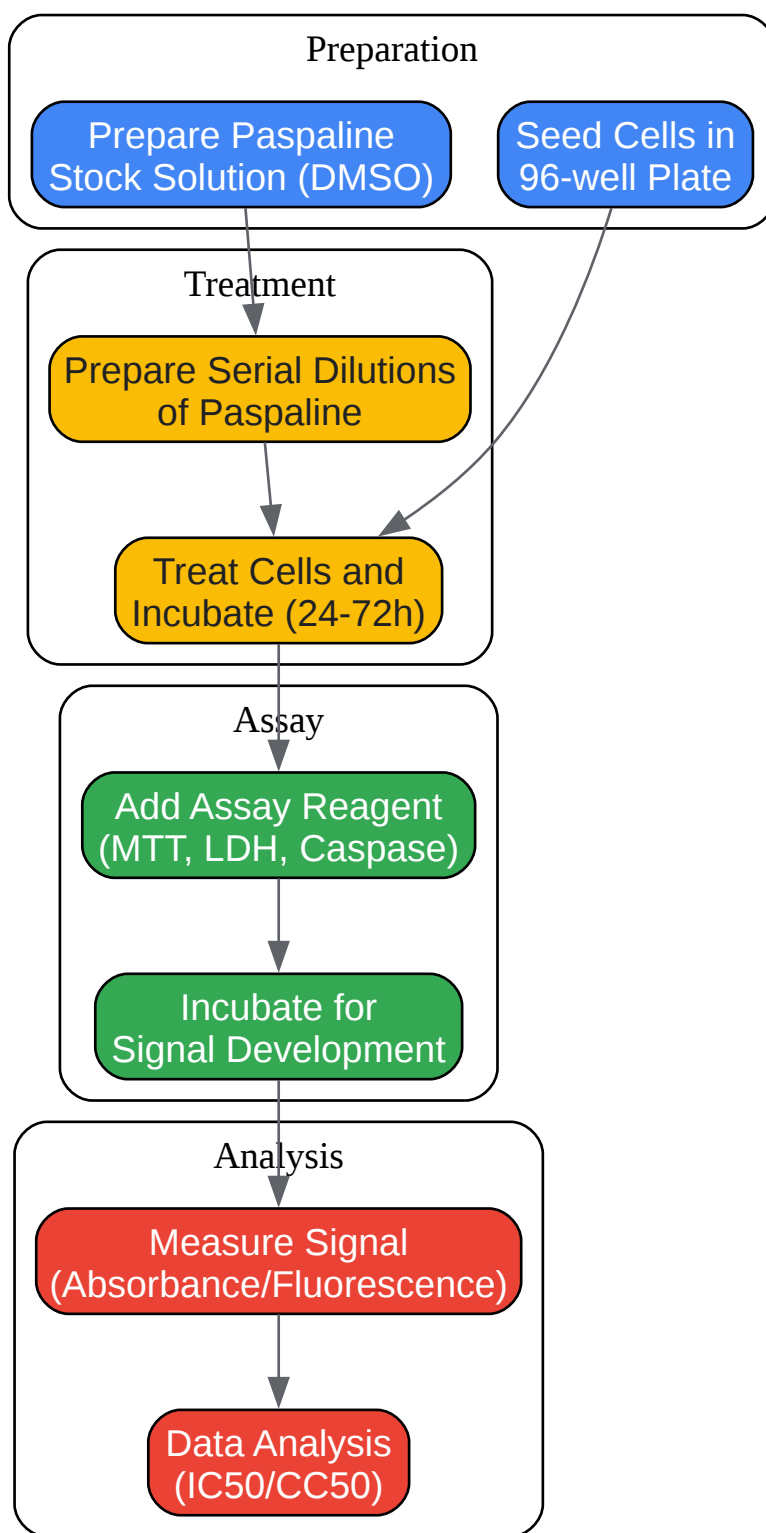 Preparation
Prepare Paspaline
Stock Solution (DMSO)
Seed Cells in
96-well Plate
Treatment
Prepare Serial Dilutions
of Paspaline
Treat Cells and
Incubate (24-72h)
Assay
Add Assay Reagent
(MTT, LDH, Caspase)
Incubate for
Signal Development
Analysis
Measure Signal
(Absorbance/Fluorescence)
Data Analysis
(IC50/CC50)